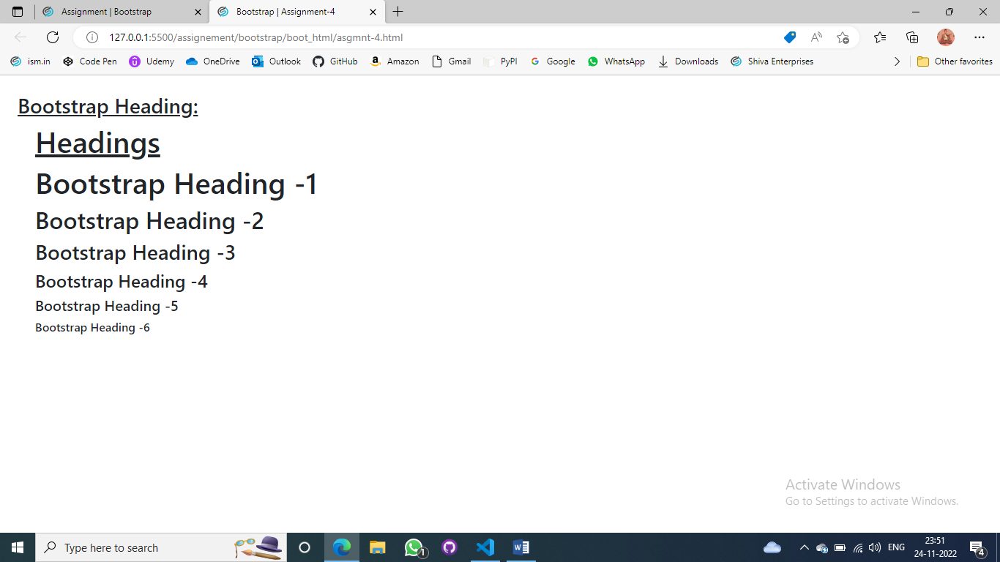 Assignment | Bootstrap
Bootstrap | Assignment-4
127.0.0.1:5500/assignement/bootstrap/boot_html/asgmnt-4.html
ism.in Code Pen Udemy OneDrive Outlook GitHub Amazon Gmail PyPI Google WhatsApp Downloads Shiva Enterprises Other favorites
Bootstrap Heading:
Headings
Bootstrap Heading -1
Bootstrap Heading -2
Bootstrap Heading -3
Bootstrap Heading -4
Bootstrap Heading -5
Bootstrap Heading -6
Activate Windows
Go to Settings to activate Windows.
Type here to search
1
ENG
23:51
24-11-2022
4